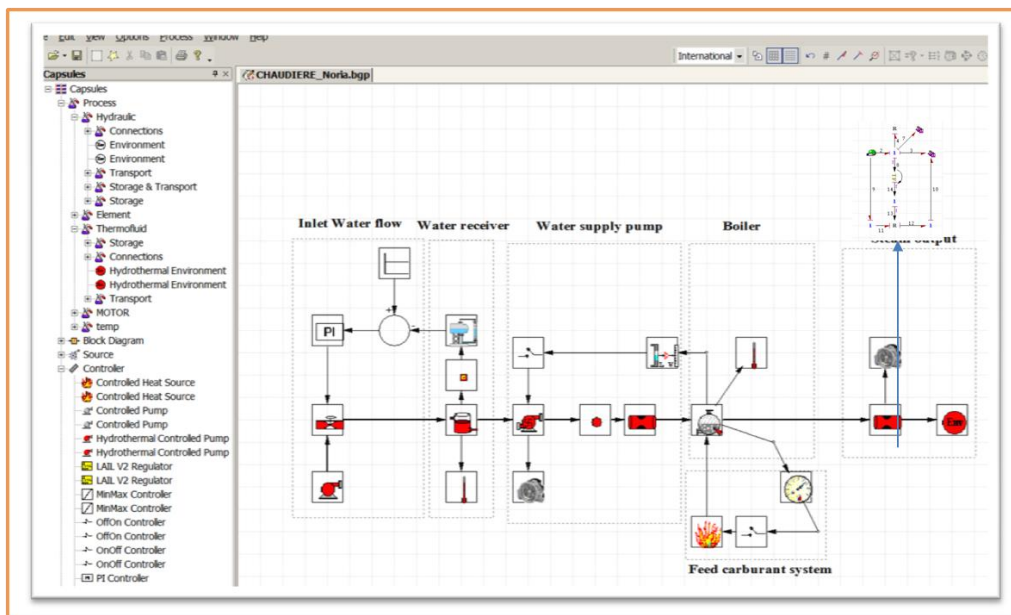 Edit View Options Process Window Help
International
Capsules
CHAUDIERE_Noria.bgp
Capsules
Process
Hydraulic
Connections
Environment
Environment
Transport
Storage & Transport
Storage
Element
Thermofluid
Storage
Connections
Hydrothermal Environment
Hydrothermal Environment
Transport
MOTOR
temp
Block Diagram
Source
Controller
Controlled Heat Source
Controlled Heat Source
Controlled Pump
Controlled Pump
Hydrothermal Controlled Pump
Hydrothermal Controlled Pump
LAIL V2 Regulator
LAIL V2 Regulator
MinMax Controller
MinMax Controller
OffOn Controller
OffOn Controller
OnOff Controller
OnOff Controller
PI Controller
Inlet Water flow
Water receiver
Water supply pump
Boiler
Steam output
PI
+
-
Feed carburant system